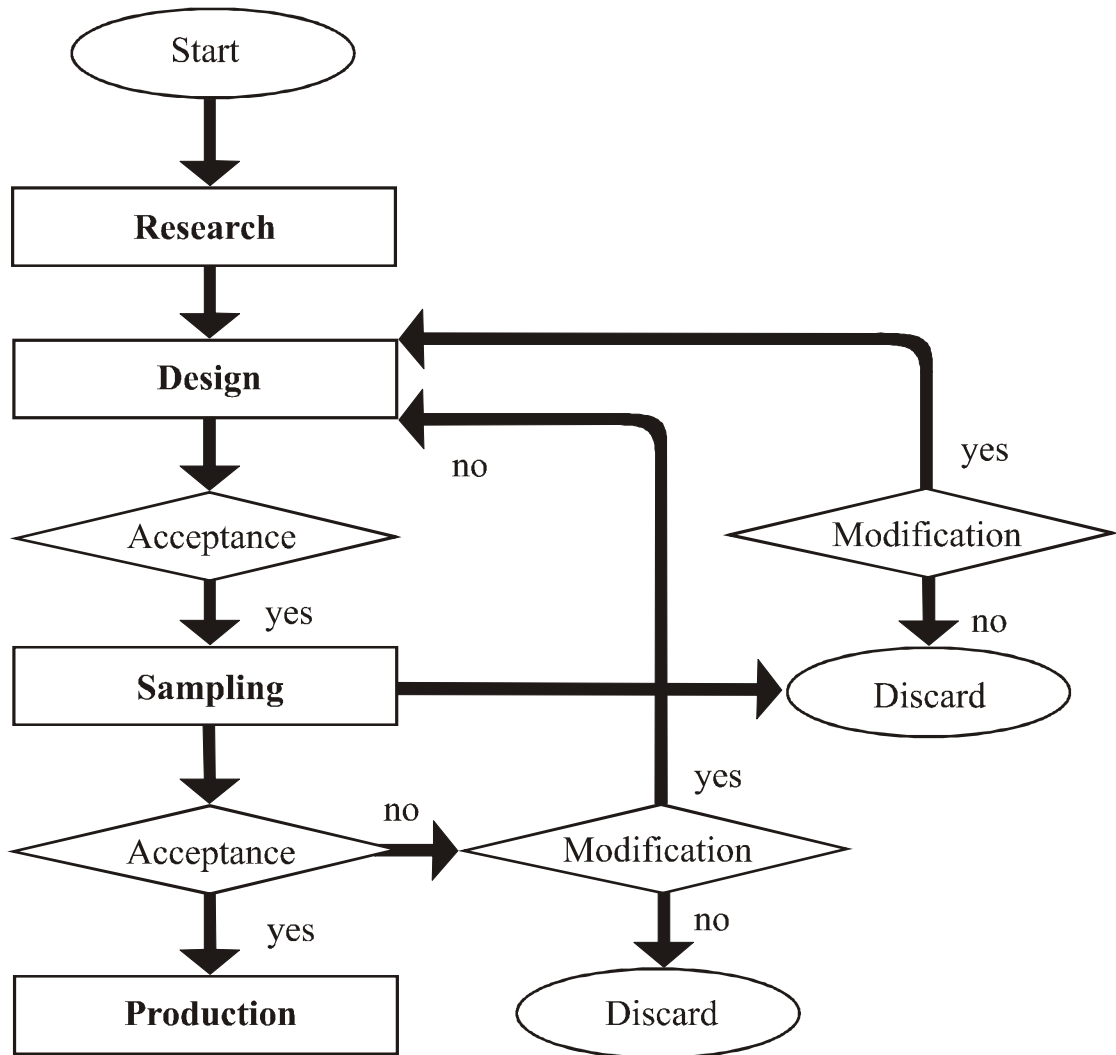 Start
Research
Design
no
yes
Acceptance
Modification
yes
no
Sampling
Discard
yes
no
Acceptance
Modification
yes
no
Production
Discard